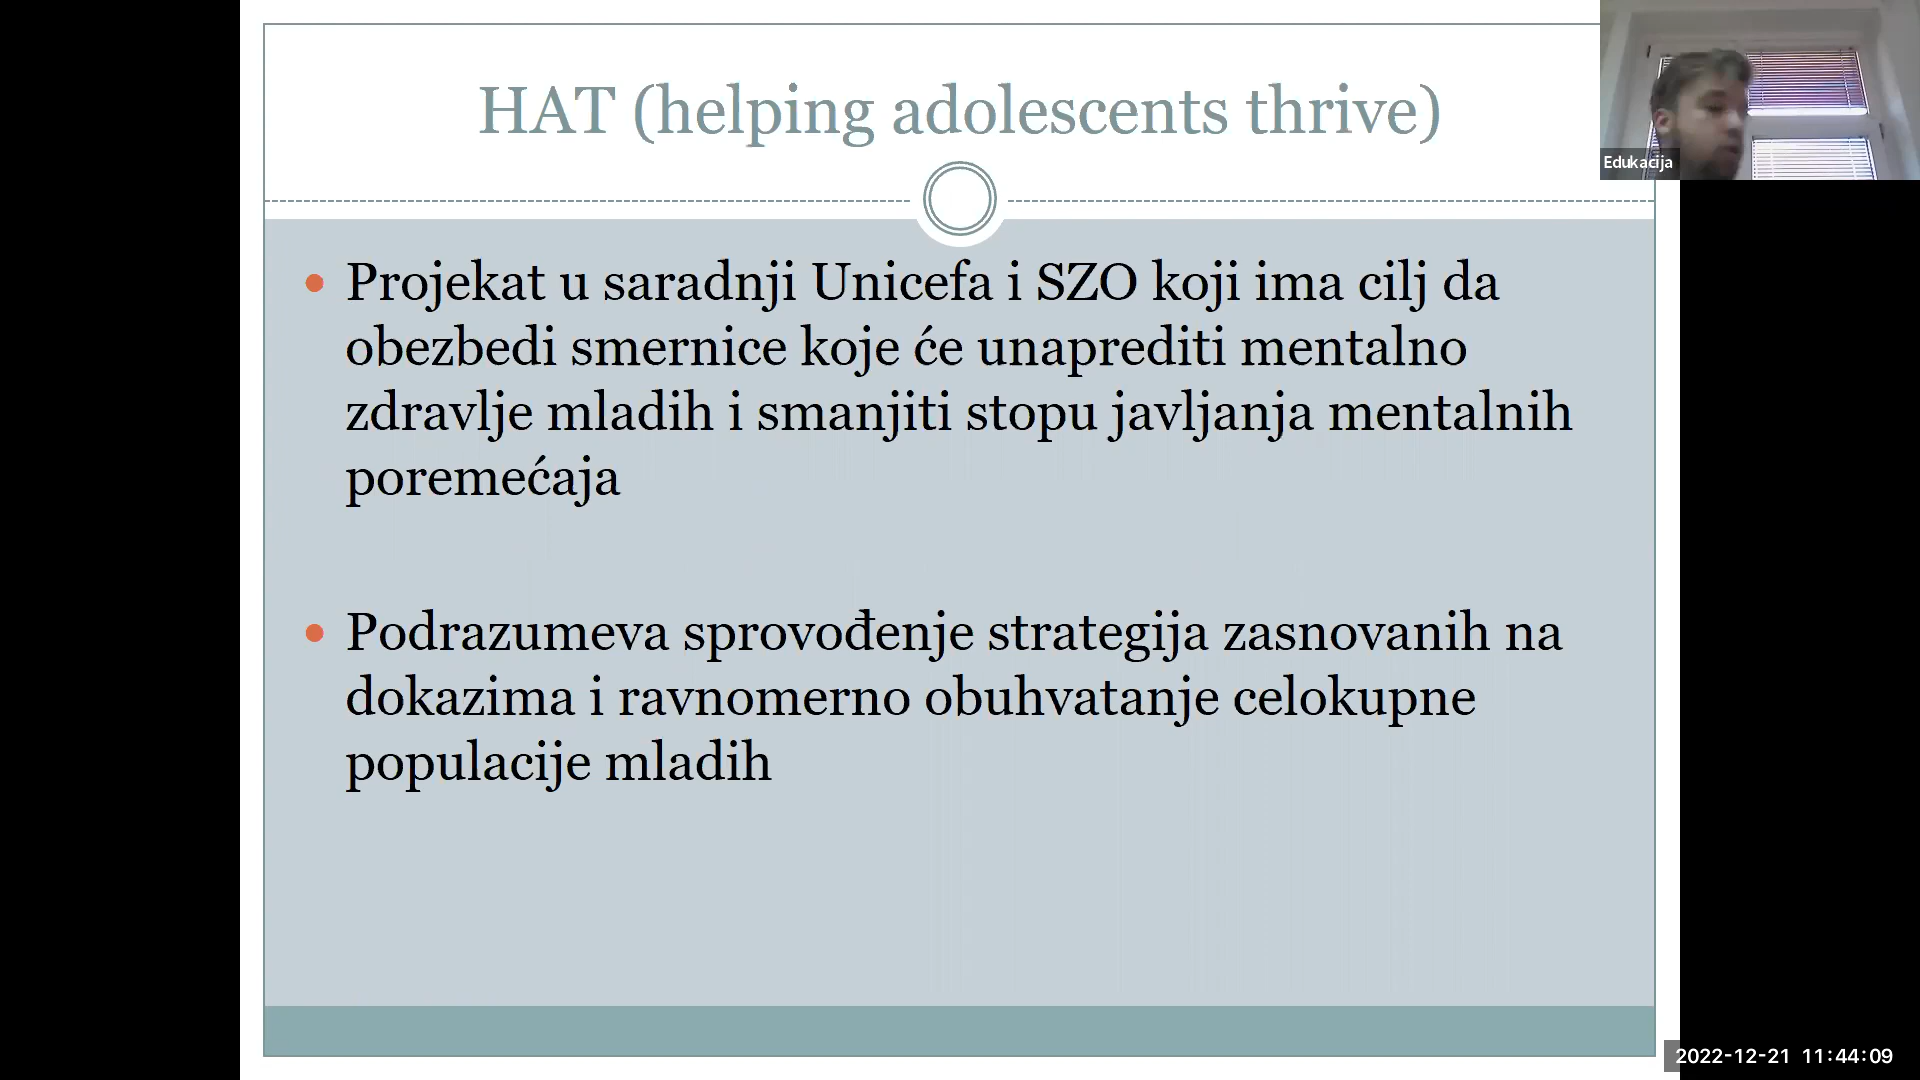 HAT (helping adolescents thrive)
Edukacija
Projekat u saradnji Unicefa i SZO koji ima cilj da
obezbedi smernice koje će unaprediti mentalno
zdravlje mladih i smanjiti stopu javljanja mentalnih
poremećaja
Podrazumeva sprovođenje strategija zasnovanih na
dokazima i ravnomerno obuhvatanje celokupne
populacije mladih
2022-12-21 11:44:09